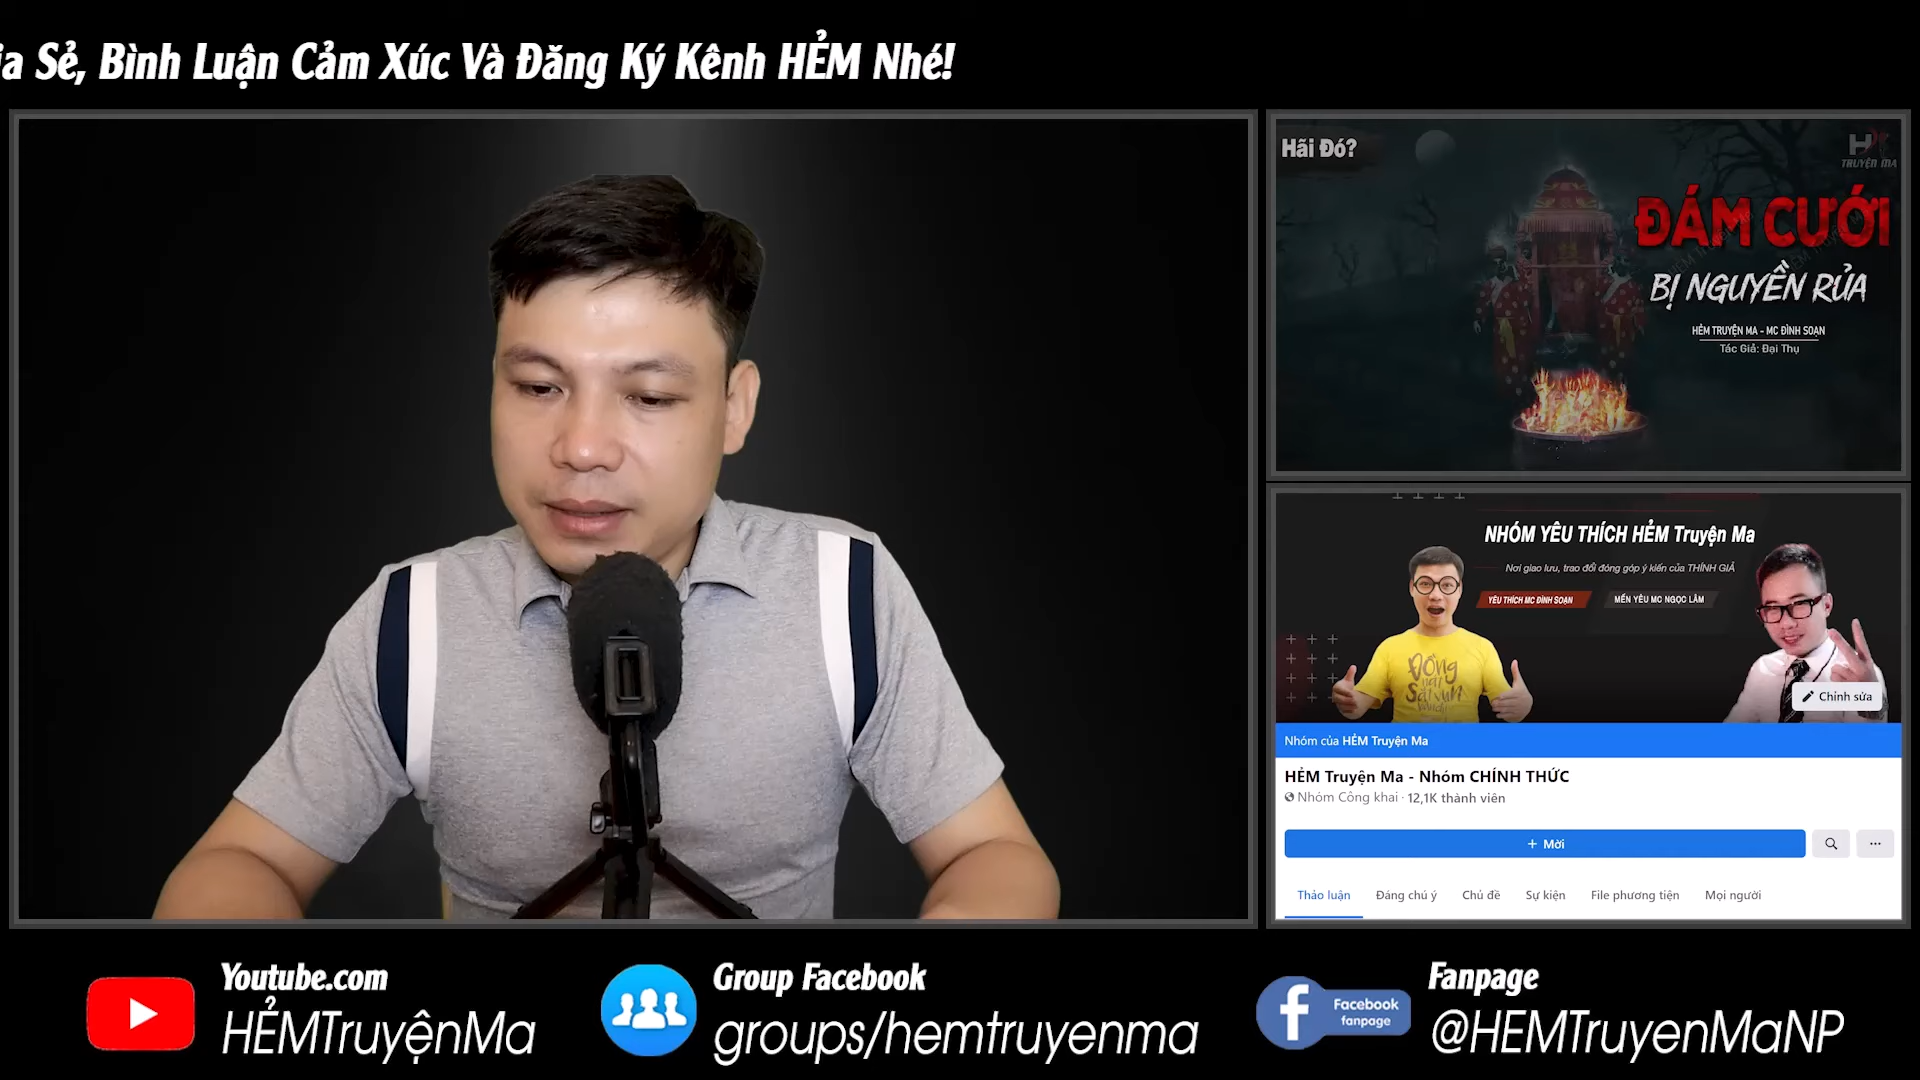 ia Sẻ, Bình Luận Cảm Xúc Và Đăng Ký Kênh HẺM Nhé!
Hãi Đó?
H
TRUYỆN MA
ĐÁM CƯỚI
BỊ NGUYỀN RỦA
HẺM TRUYỆN MA - MC ĐÌNH SOẠN
Tác Giả: Đại Thụ
NHÓM YÊU THÍCH HẺM Truyện Ma
Nơi giao lưu, trao đổi đóng góp ý kiến của THÍNH GIẢ
YÊU THÍCH MC ĐÌNH SOẠN
MẾN YÊU MC NGỌC LÂM
Chỉnh sửa
Nhóm của HẺM Truyện Ma
HẺM Truyện Ma - Nhóm CHÍNH THỨC
Nhóm Công khai · 12,1K thành viên
+ Mời
Thảo luận Đáng chú ý Chủ đề Sự kiện File phương tiện Mọi người
Youtube.com
HẺMTruyệnMa
Group Facebook
groups/hemtruyenma
Facebook
fanpage
Fanpage
@HEMTruyenMaNP